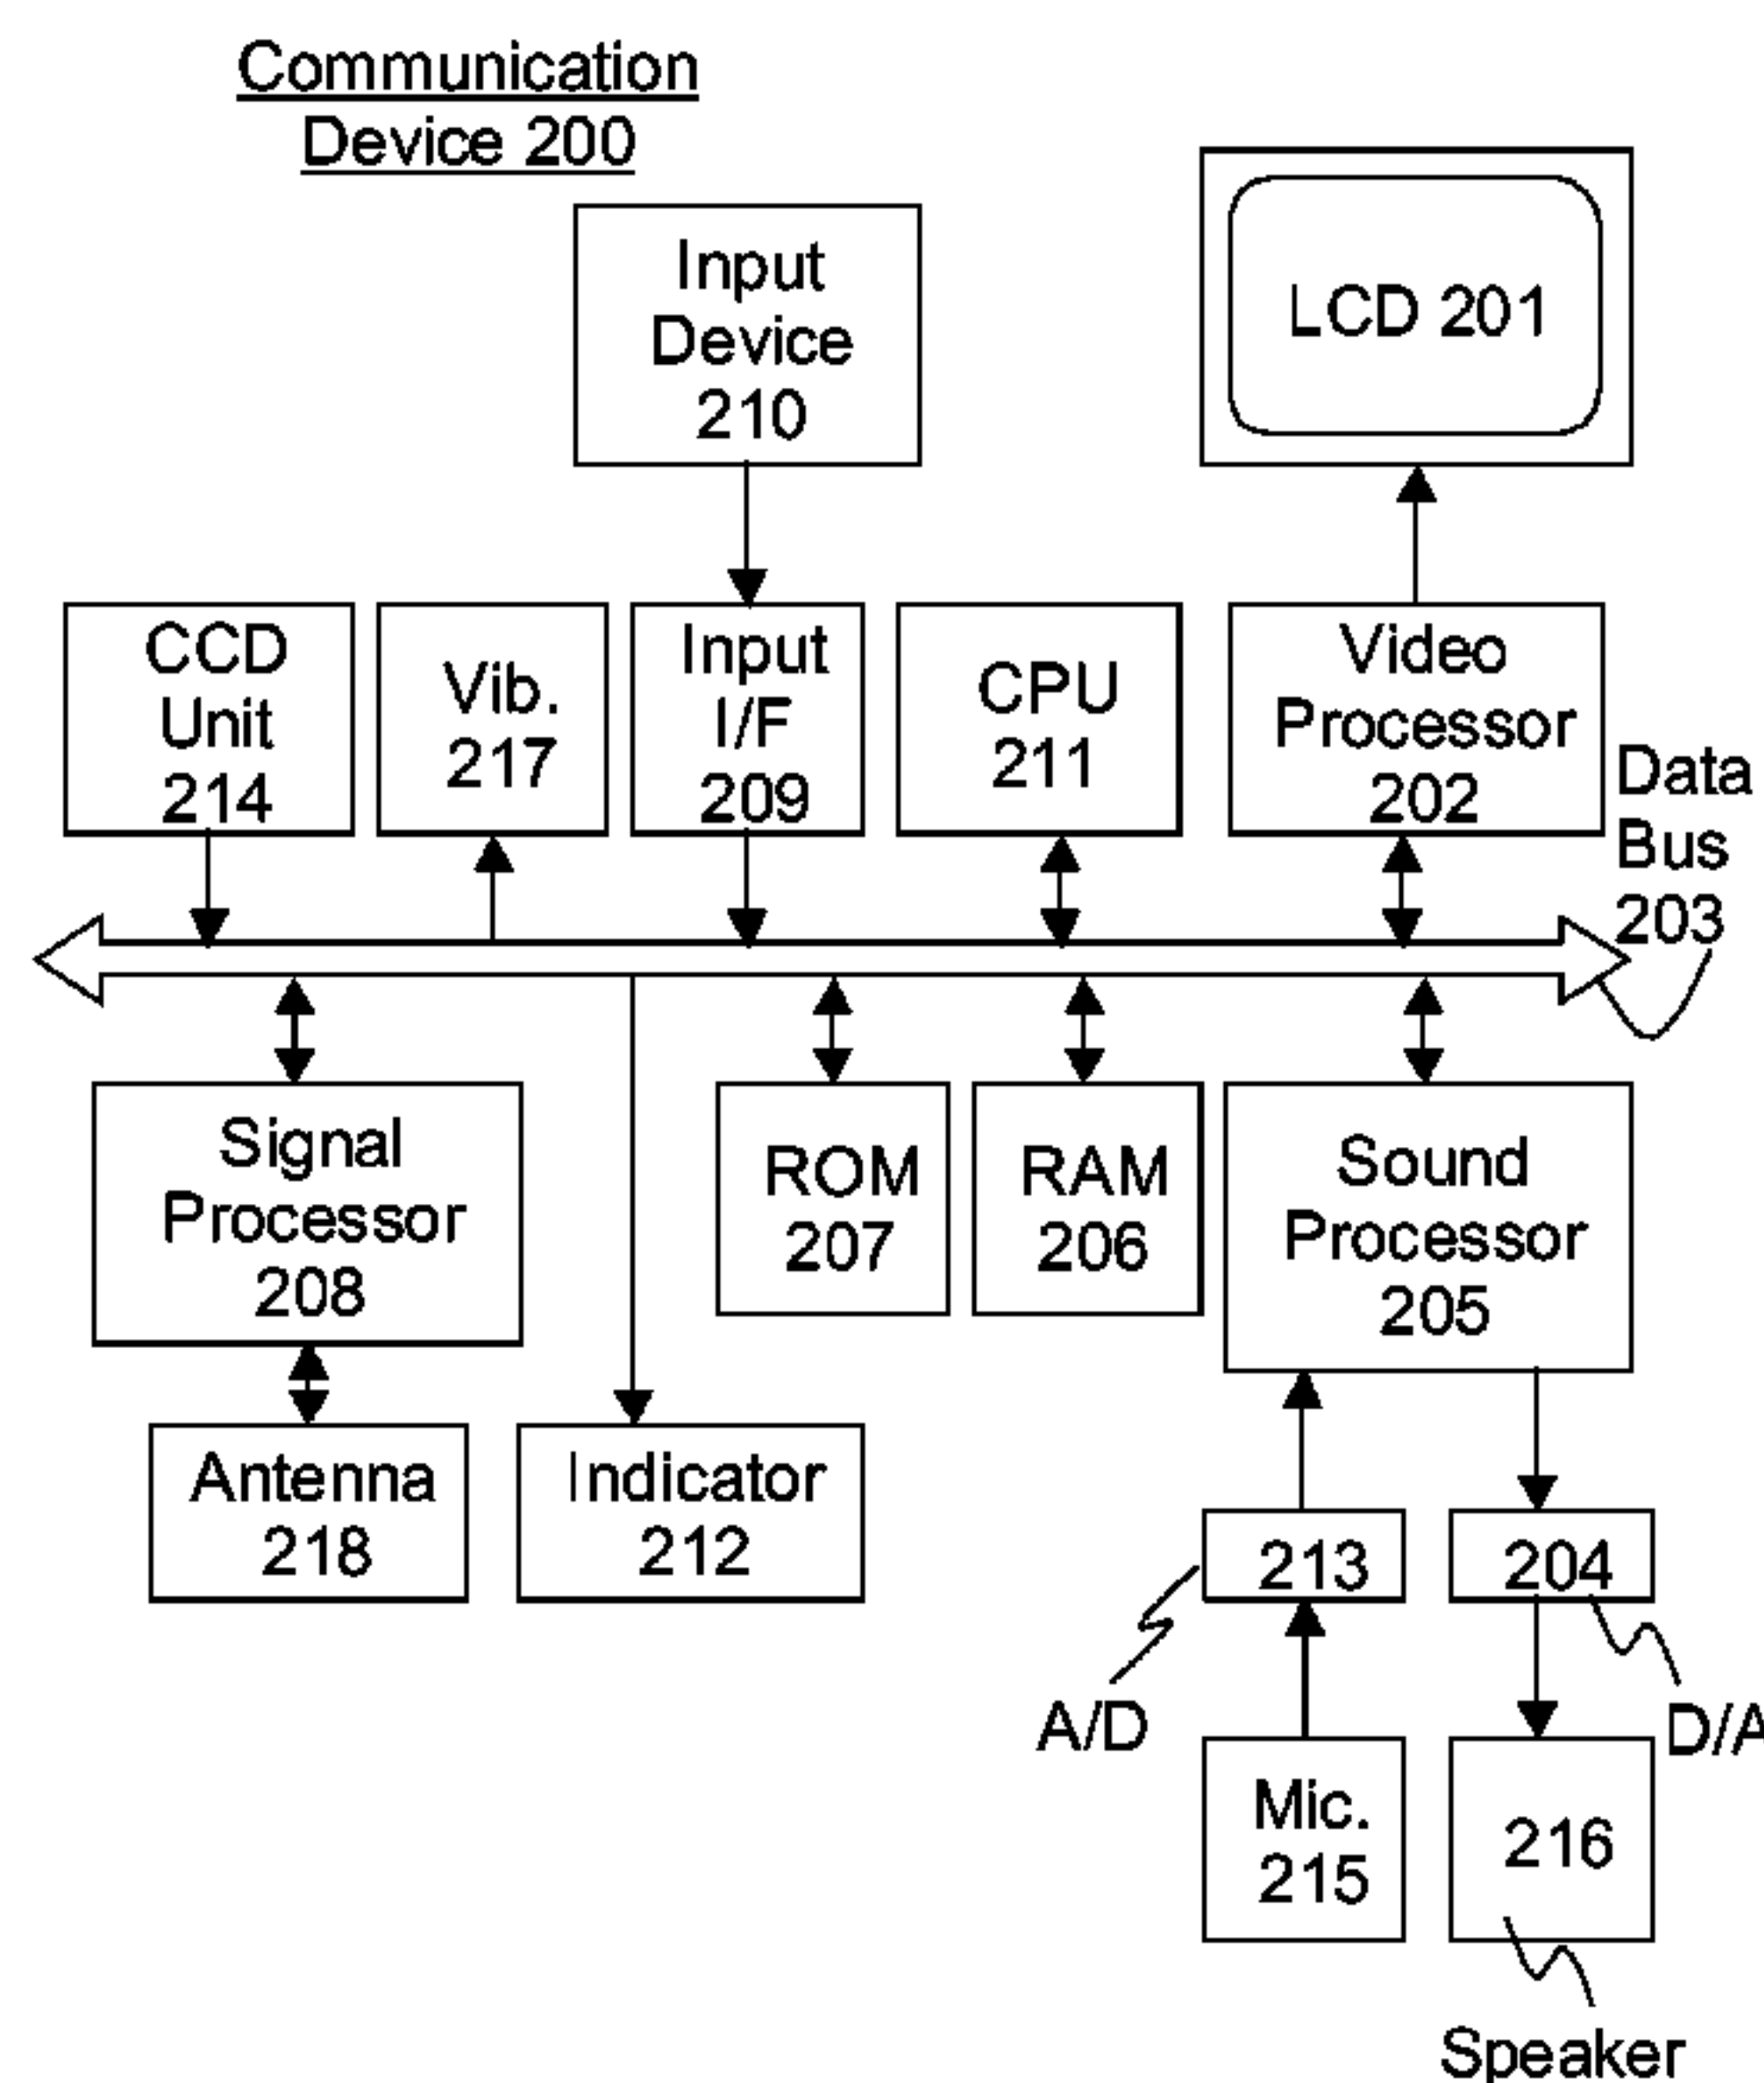 Communication
Device 200
Input
Device
210
LCD 201
CCD
Unit
214
Vib.
217
Input
I/F
209
CPU
211
Video
Processor
202
Data
Bus
203
Signal
Processor
208
ROM
207
RAM
206
Sound
Processor
205
Antenna
218
Indicator
212
213
204
A/D
D/A
Mic.
215
216
Speaker